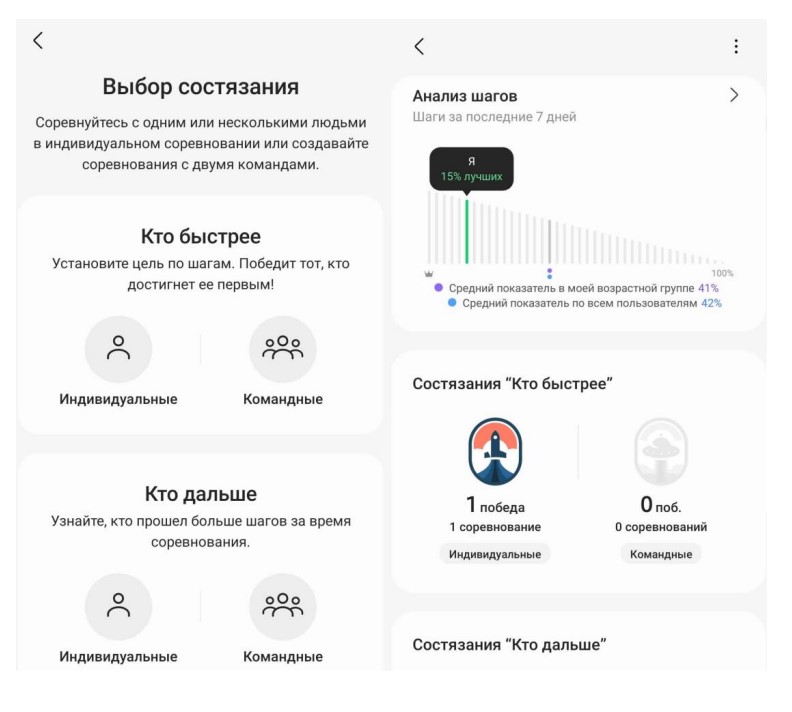 Выбор состязания
Соревнуйтесь с одним или несколькими людьми
в индивидуальном соревновании или создавайте
соревнования с двумя командами.
Кто быстрее
Установите цель по шагам. Победит тот, кто
достигнет ее первым!
Индивидуальные
Командные
Кто дальше
Узнайте, кто прошел больше шагов за время
соревнования.
Индивидуальные
Командные
Анализ шагов
Шаги за последние 7 дней
Я
15% лучших
100%
Средний показатель в моей возрастной группе 41%
Средний показатель по всем пользователям 42%
Состязания “Кто быстрее”
1 победа
1 соревнование
Индивидуальные
0 поб.
0 соревнований
Командные
Состязания “Кто дальше”